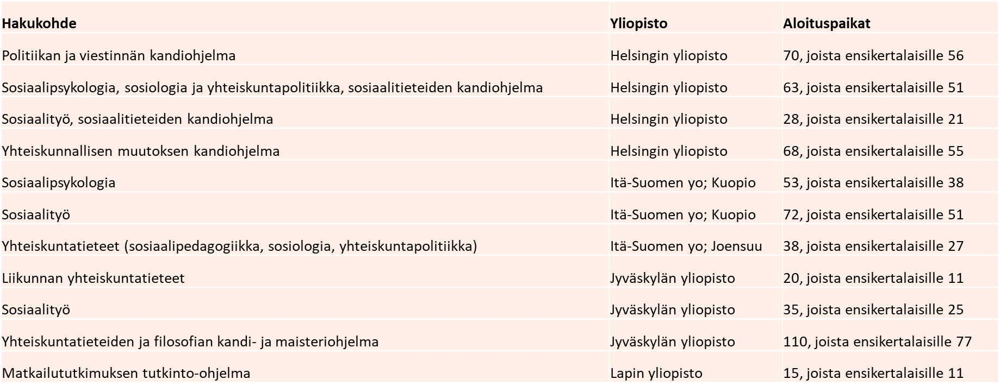 Hakukohde Yliopisto Aloituspaikat
Politiikan ja viestinnän kandiohjelma Helsingin yliopisto 70, joista ensikertalaisille 56
Sosiaalipsykologia, sosiologia ja yhteiskuntapolitiikka, sosiaalitieteiden kandiohjelma Helsingin yliopisto 63, joista ensikertalaisille 51
Sosiaalityö, sosiaalitieteiden kandiohjelma Helsingin yliopisto 28, joista ensikertalaisille 21
Yhteiskunnallisen muutoksen kandiohjelma Helsingin yliopisto 68, joista ensikertalaisille 55
Sosiaalipsykologia Itä-Suomen yo; Kuopio 53, joista ensikertalaisille 38
Sosiaalityö Itä-Suomen yo; Kuopio 72, joista ensikertalaisille 51
Yhteiskuntatieteet (sosiaalipedagogiikka, sosiologia, yhteiskuntapolitiikka) Itä-Suomen yo; Joensuu 38, joista ensikertalaisille 27
Liikunnan yhteiskuntatieteet Jyväskylän yliopisto 20, joista ensikertalaisille 11
Sosiaalityö Jyväskylän yliopisto 35, joista ensikertalaisille 25
Yhteiskuntatieteiden ja filosofian kandi- ja maisteriohjelma Jyväskylän yliopisto 110, joista ensikertalaisille 77
Matkailututkimuksen tutkinto-ohjelma Lapin yliopisto 15, joista ensikertalaisille 11